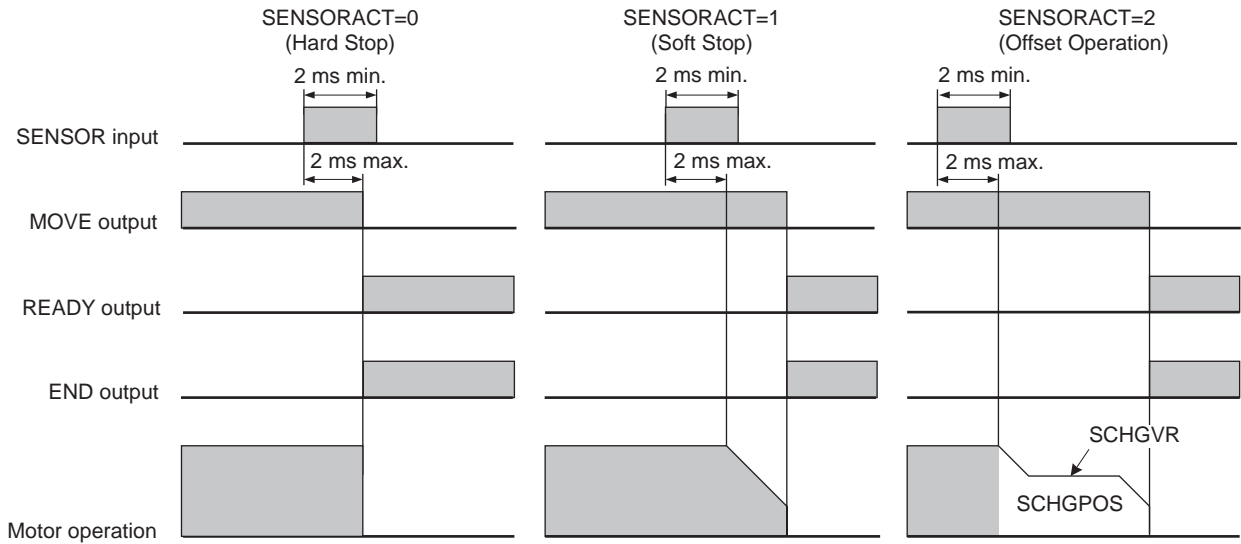 SENSORACT=0
(Hard Stop)
SENSORACT=1
(Soft Stop)
SENSORACT=2
(Offset Operation)
2 ms min.
2 ms min.
2 ms min.
SENSOR input
2 ms max.
2 ms max.
2 ms max.
MOVE output
READY output
END output
SCHGVR
SCHGPOS
Motor operation